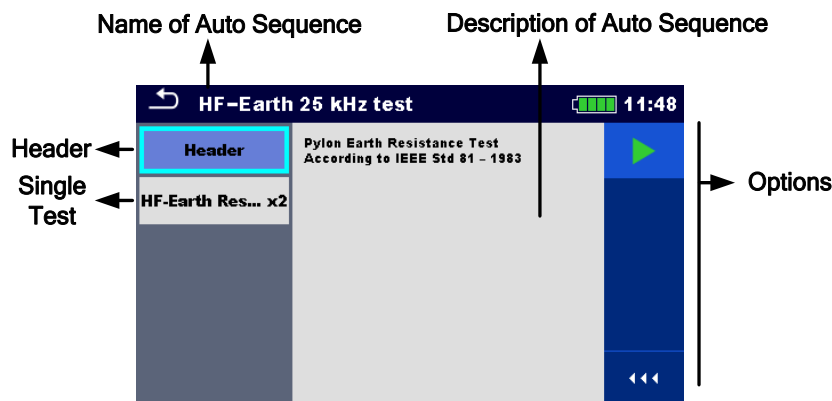 Name of Auto Sequence
Description of Auto Sequence
HF-Earth 25 kHz test
11:48
Header
Header
Pylon Earth Resistance Test
According to IEEE Std 81 - 1983
Single
Test
HF-Earth Res... x2
Options